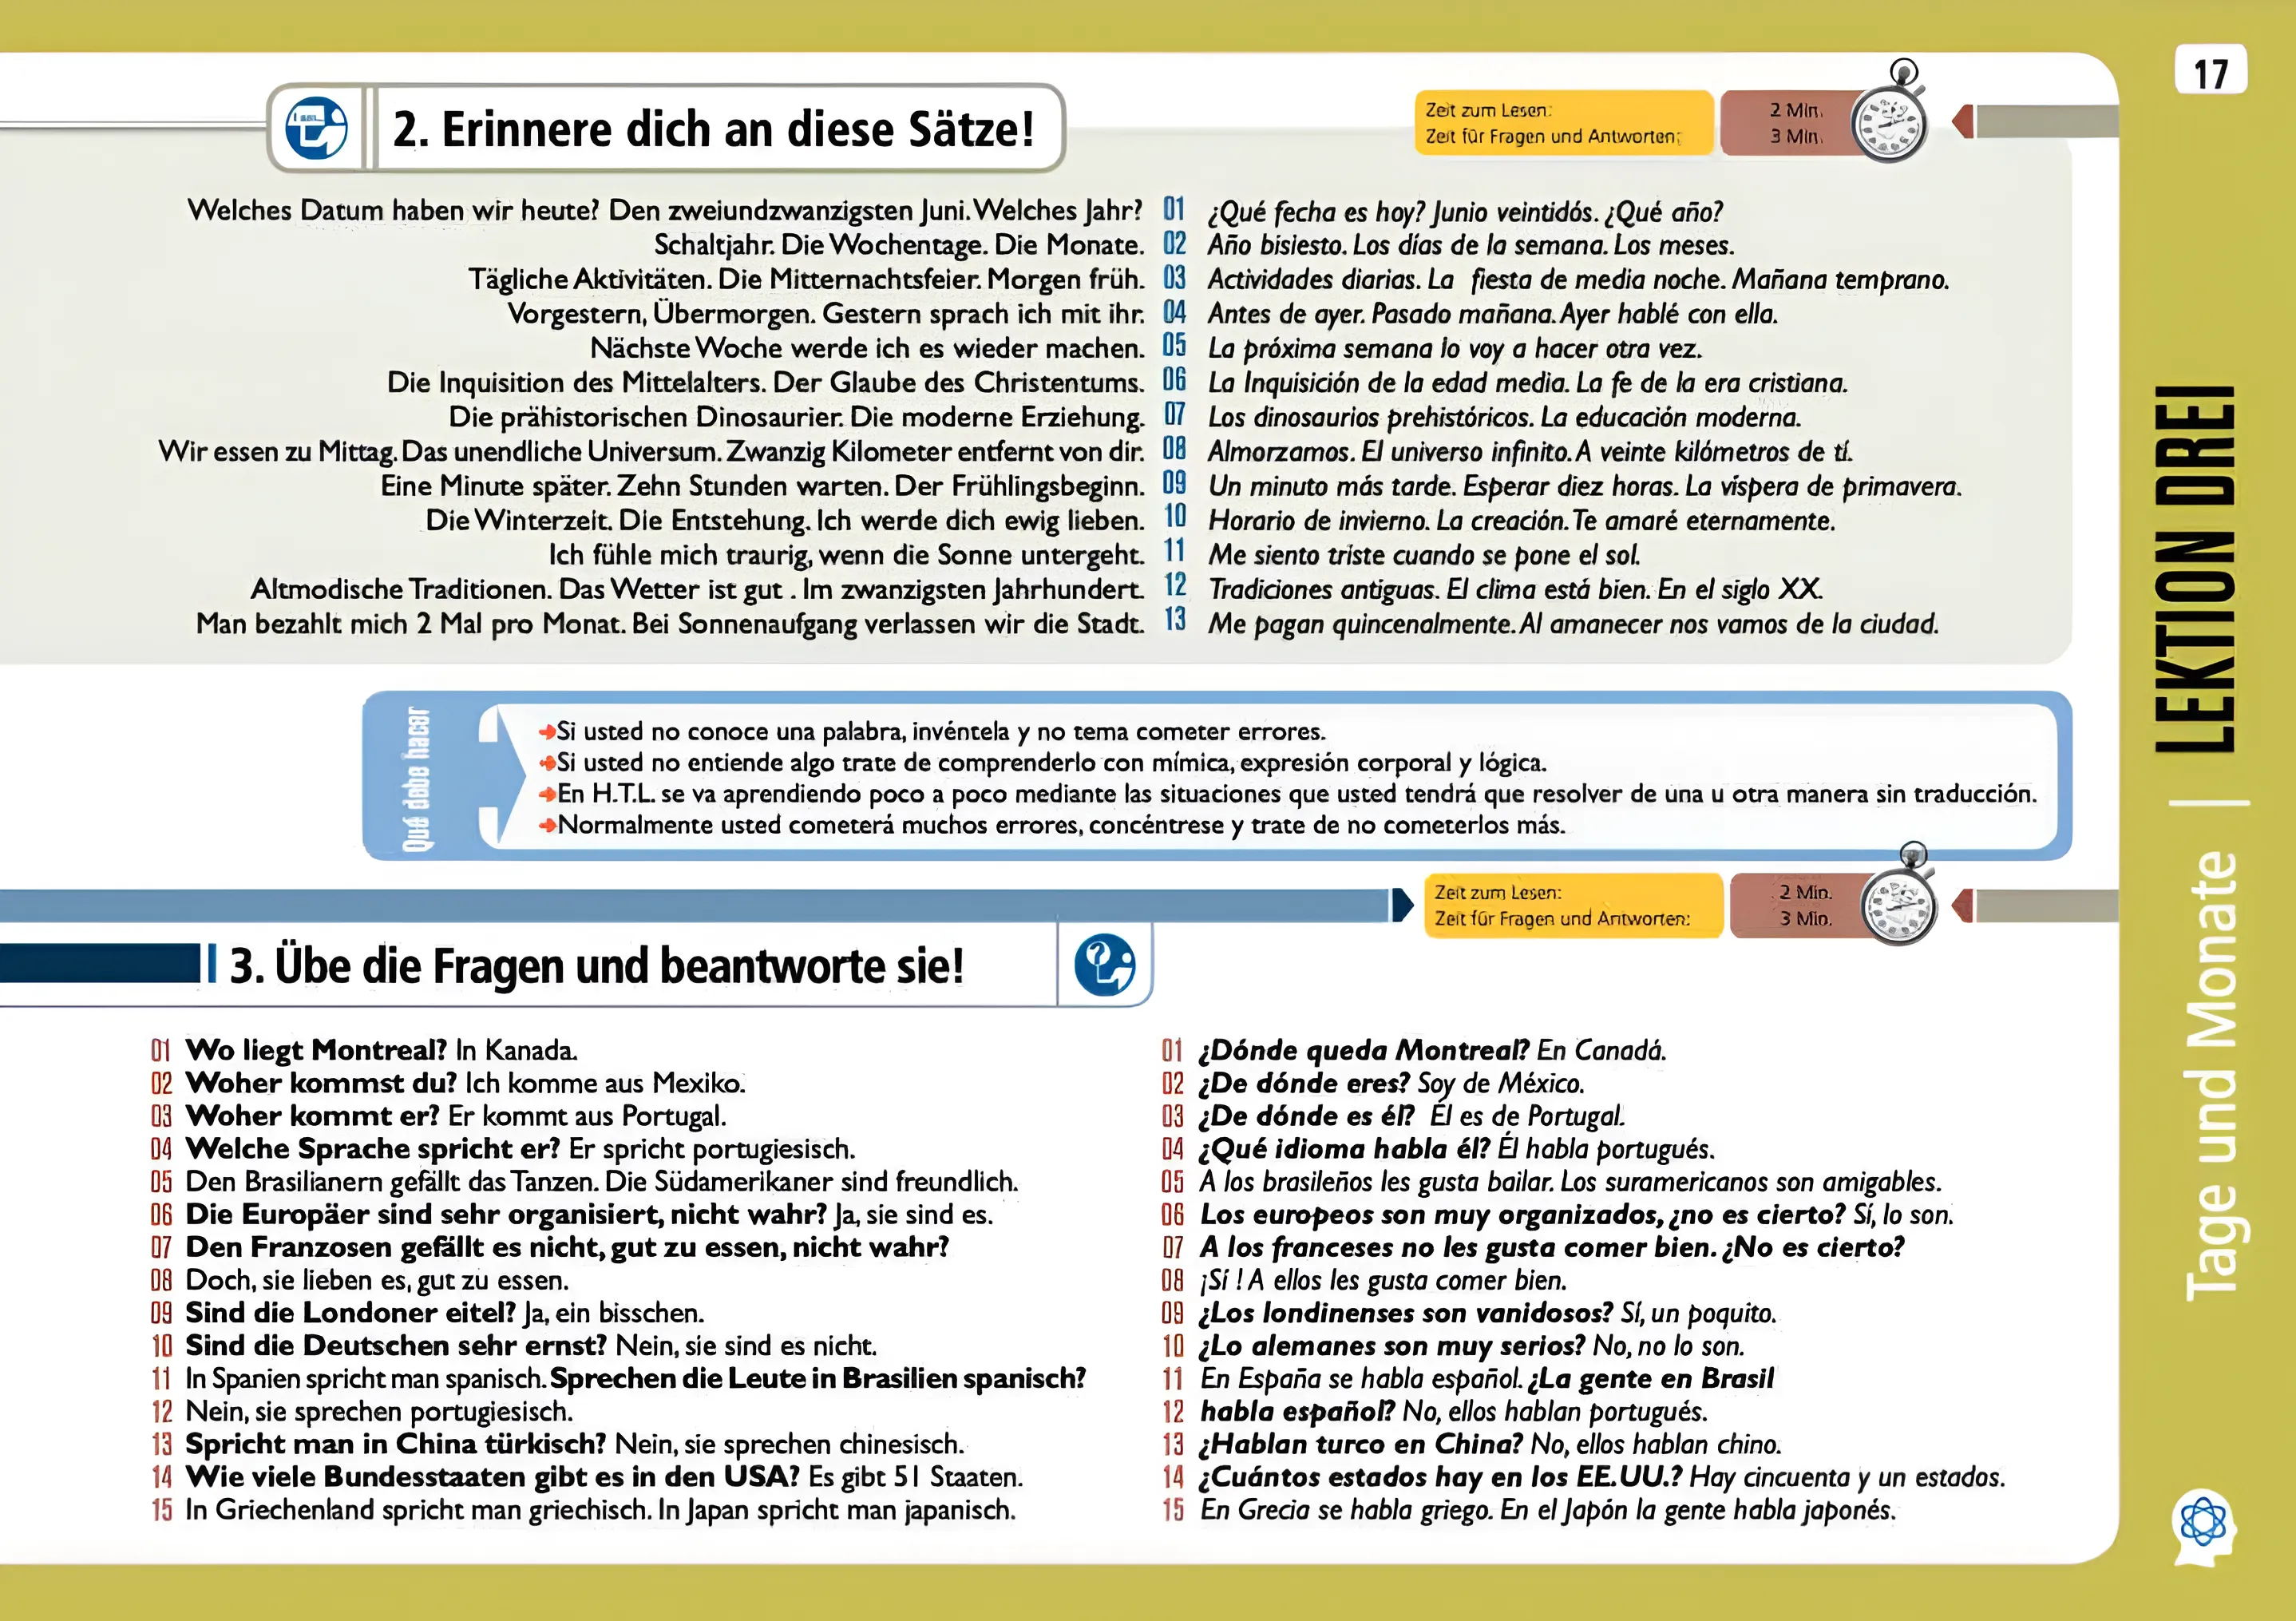 17
2. Erinnere dich an diese Sätze!
Zeit zum Lesen: 2 Min.
Zeit für Fragen und Antworten: 3 Min.
Welches Datum haben wir heute? Den zweiundzwanzigsten Juni. Welches Jahr? 01 ¿Qué fecha es hoy? Junio veintidós. ¿Qué año?
Schaltjahr. Die Wochentage. Die Monate. 02 Año bisiesto. Los días de la semana. Los meses.
Tägliche Aktivitäten. Die Mitternachtsfeier. Morgen früh. 03 Actividades diarias. La fiesta de media noche. Mañana temprano.
Vorgestern, Übermorgen. Gestern sprach ich mit ihr. 04 Antes de ayer. Pasado mañana. Ayer hablé con ella.
Nächste Woche werde ich es wieder machen. 05 La próxima semana lo voy a hacer otra vez.
Die Inquisition des Mittelalters. Der Glaube des Christentums. 06 La Inquisición de la edad media. La fe de la era cristiana.
Die prähistorischen Dinosaurier. Die moderne Erziehung. 07 Los dinosaurios prehistóricos. La educación moderna.
Wir essen zu Mittag. Das unendliche Universum. Zwanzig Kilometer entfernt von dir. 08 Almorzamos. El universo infinito. A veinte kilómetros de tí.
Eine Minute später. Zehn Stunden warten. Der Frühlingsbeginn. 09 Un minuto más tarde. Esperar diez horas. La víspera de primavera.
Die Winterzeit. Die Entstehung. Ich werde dich ewig lieben. 10 Horario de invierno. La creación. Te amaré eternamente.
Ich fühle mich traurig, wenn die Sonne untergeht. 11 Me siento triste cuando se pone el sol.
Altmodische Traditionen. Das Wetter ist gut . Im zwanzigsten Jahrhundert. 12 Tradiciones antiguas. El clima está bien. En el siglo XX.
Man bezahlt mich 2 Mal pro Monat. Bei Sonnenaufgang verlassen wir die Stadt. 13 Me pagan quincenalmente. Al amanecer nos vamos de la ciudad.
Qué debe hacer
Si usted no conoce una palabra, invéntela y no tema cometer errores.
Si usted no entiende algo trate de comprenderlo con mímica, expresión corporal y lógica.
En H.T.L. se va aprendiendo poco a poco mediante las situaciones que usted tendrá que resolver de una u otra manera sin traducción.
Normalmente usted cometerá muchos errores, concéntrese y trate de no cometerlos más.
Zeit zum Lesen: 2 Min.
Zeit für Fragen und Antworten: 3 Min.
3. Übe die Fragen und beantworte sie!
01 Wo liegt Montreal? In Kanada.
02 Woher kommst du? Ich komme aus Mexiko.
03 Woher kommt er? Er kommt aus Portugal.
04 Welche Sprache spricht er? Er spricht portugiesisch.
05 Den Brasilianern gefällt das Tanzen. Die Südamerikaner sind freundlich.
06 Die Europäer sind sehr organisiert, nicht wahr? Ja, sie sind es.
07 Den Franzosen gefällt es nicht, gut zu essen, nicht wahr?
08 Doch, sie lieben es, gut zu essen.
09 Sind die Londoner eitel? Ja, ein bisschen.
10 Sind die Deutschen sehr ernst? Nein, sie sind es nicht.
11 In Spanien spricht man spanisch. Sprechen die Leute in Brasilien spanisch?
12 Nein, sie sprechen portugiesisch.
13 Spricht man in China türkisch? Nein, sie sprechen chinesisch.
14 Wie viele Bundesstaaten gibt es in den USA? Es gibt 51 Staaten.
15 In Griechenland spricht man griechisch. In Japan spricht man japanisch.
01 ¿Dónde queda Montreal? En Canadá.
02 ¿De dónde eres? Soy de México.
03 ¿De dónde es él? Él es de Portugal.
04 ¿Qué idioma habla él? Él habla portugués.
05 A los brasileños les gusta bailar. Los suramericanos son amigables.
06 Los europeos son muy organizados, ¿no es cierto? Sí, lo son.
07 A los franceses no les gusta comer bien. ¿No es cierto?
08 ¡Sí ! A ellos les gusta comer bien.
09 ¿Los londinenses son vanidosos? Sí, un poquito.
10 ¿Lo alemanes son muy serios? No, no lo son.
11 En España se habla español. ¿La gente en Brasil
12 habla español? No, ellos hablan portugués.
13 ¿Hablan turco en China? No, ellos hablan chino.
14 ¿Cuántos estados hay en los EE.UU.? Hay cincuenta y un estados.
15 En Grecia se habla griego. En el Japón la gente habla japonés.
Tage und Monate | LEKTION DREI